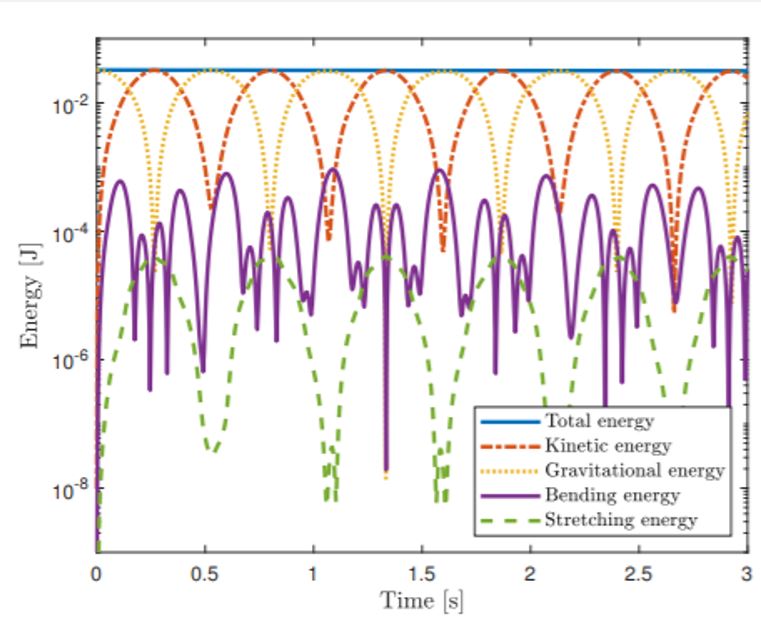 10^-2
10^-4
10^-6
10^-8
Energy [J]
Total energy
Kinetic energy
Gravitational energy
Bending energy
Stretching energy
0 0.5 1 1.5 2 2.5 3
Time [s]